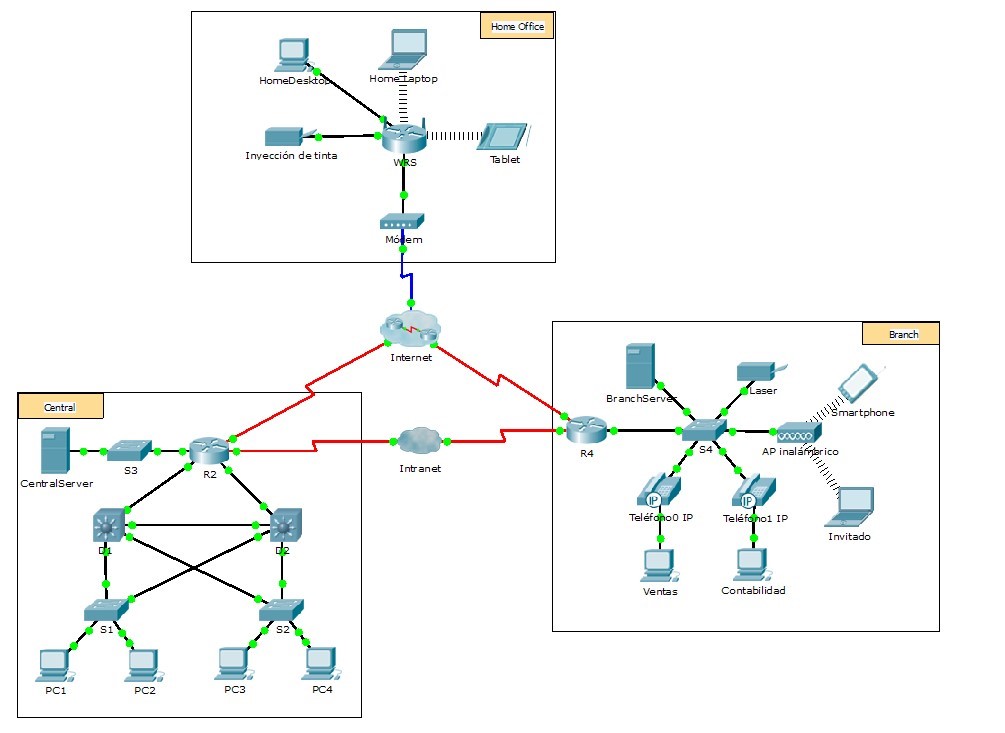 Home Office
HomeDesktop
Home Laptop
Inyección de tinta
WRS
Tablet
Módem
Internet
Branch
BranchServer
Laser
Smartphone
Central
CentralServer
S3
R2
Intranet
R4
S4
AP inalámbrico
Teléfono0 IP
IP
Teléfono1 IP
IP
Invitado
D1
D2
Ventas
Contabilidad
S1
S2
PC1
PC2
PC3
PC4